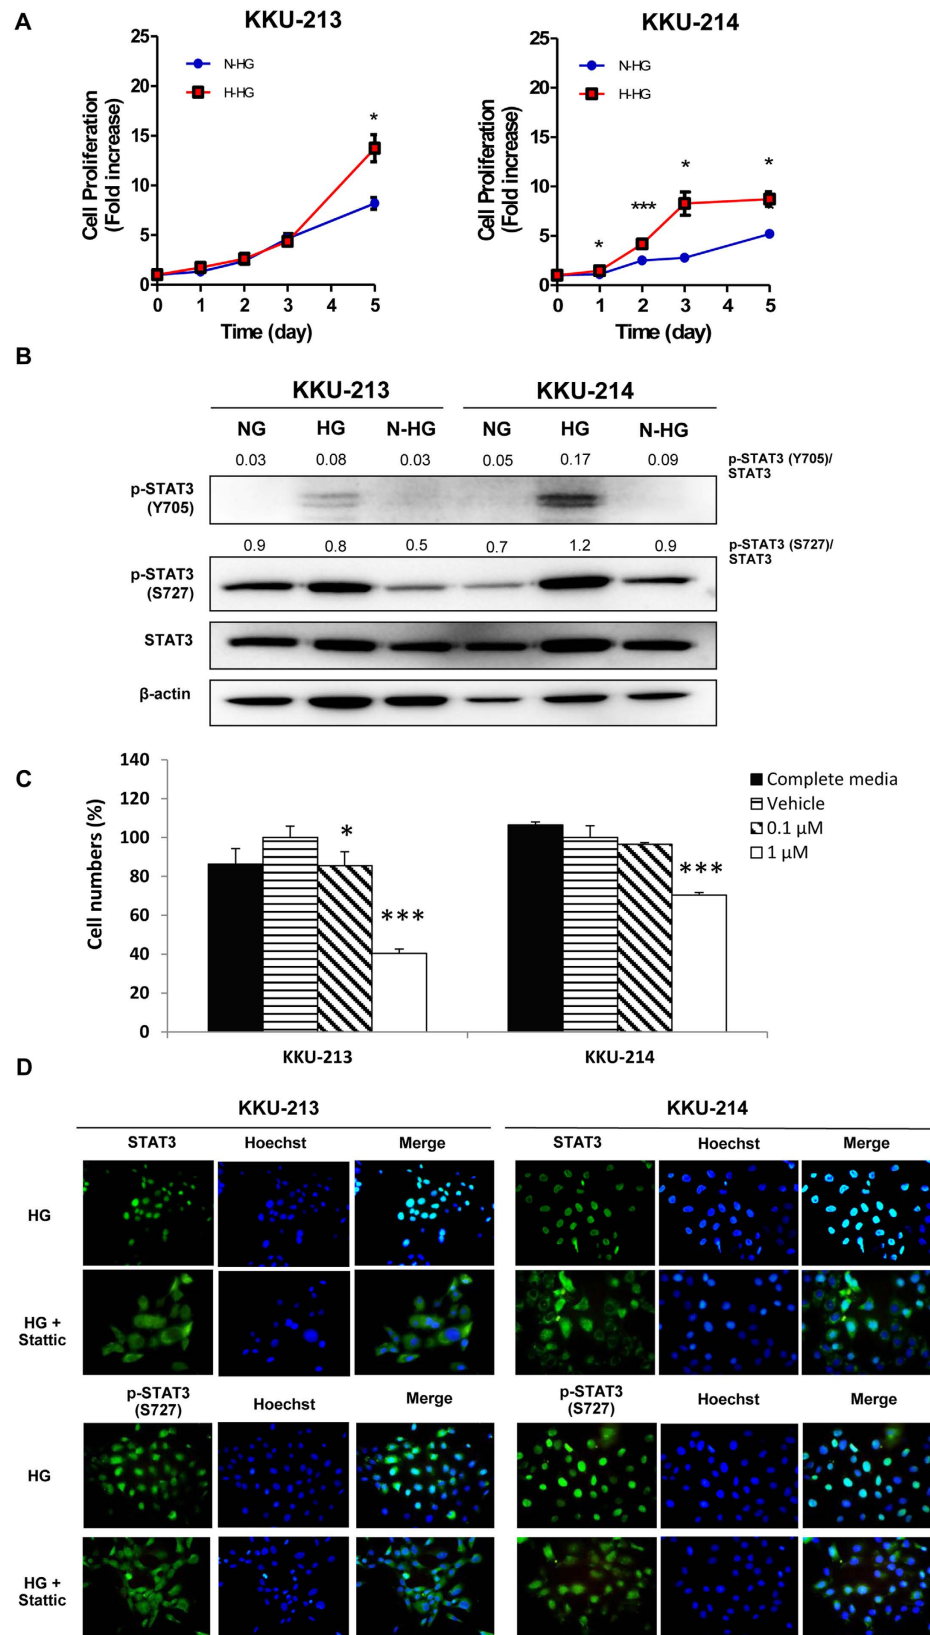 A
KKU-213
KKU-214
25
20
15
10
5
0
Cell Proliferation
(Fold increase)
N-HG
H-HG
*
0 1 2 3 5
Time (day)
25
20
15
10
5
0
Cell Proliferation
(Fold increase)
N-HG
H-HG
*
***
*
*
*
0 1 2 3 5
Time (day)
B
KKU-213 KKU-214
NG HG N-HG NG HG N-HG
0.03 0.08 0.03 0.05 0.17 0.09 p-STAT3 (Y705)/
STAT3
p-STAT3
(Y705)
0.9 0.8 0.5 0.7 1.2 0.9 p-STAT3 (S727)/
STAT3
p-STAT3
(S727)
STAT3
β-actin
C
140
120
100
80
60
40
20
0
Cell numbers (%)
Complete media
Vehicle
0.1 µM
1 µM
*
***
***
KKU-213 KKU-214
D
KKU-213 KKU-214
STAT3 Hoechst Merge STAT3 Hoechst Merge
HG
HG +
Stattic
p-STAT3
(S727) Hoechst Merge p-STAT3
(S727) Hoechst Merge
HG
HG +
Stattic